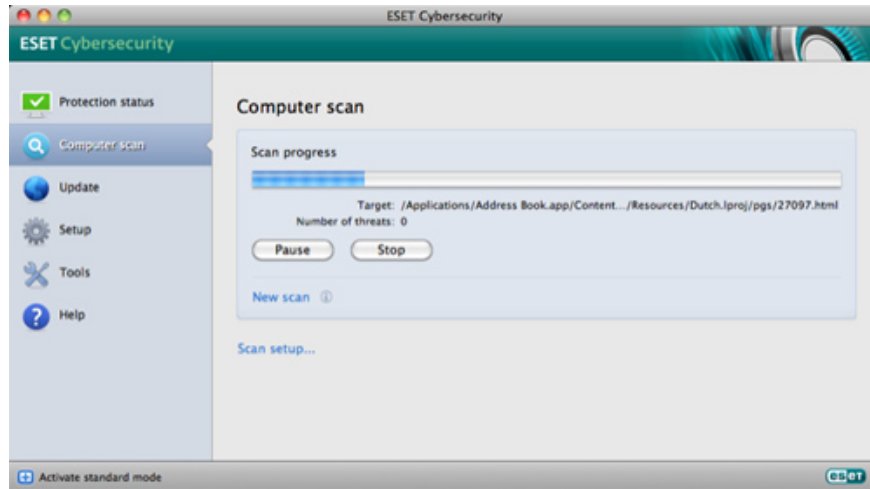 ESET Cybersecurity
ESET Cybersecurity
Protection status
Computer scan
Update
Setup
Tools
Help
Computer scan
Scan progress
Target: /Applications/Address Book.app/Content.../Resources/Dutch.lproj/pgs/27097.html
Number of threats: 0
Pause Stop
New scan
Scan setup...
Activate standard mode
eset